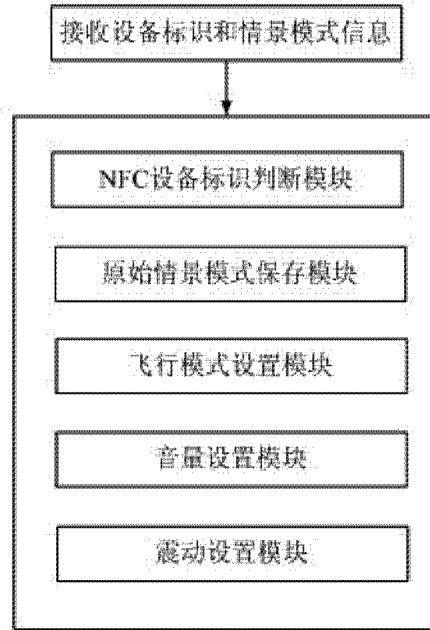 接收设备标识和情景模式信息
NFC设备标识判断模块
原始情景模式保存模块
飞行模式设置模块
音量设置模块
震动设置模块